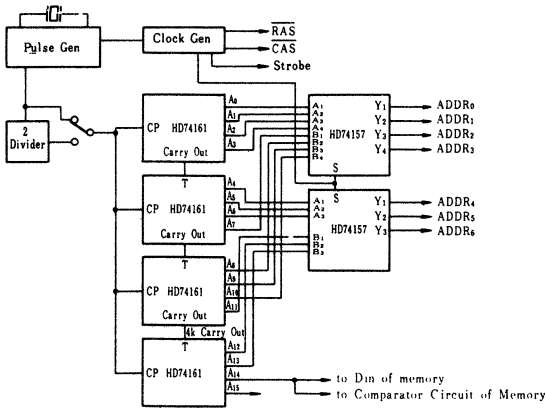 Pulse Gen
Clock Gen
RAS
CAS
Strobe
2
Divider
CP HD74161
Carry Out
A0
A1
A2
A3
T
CP HD74161
Carry Out
A4
A5
A6
A7
T
CP HD74161
Carry Out
A8
A9
A10
A11
4k Carry Out
T
CP HD74161
A12
A13
A14
A15
A1
A2
A3
A4
B1
B2
B3
B4
HD74157
Y1
Y2
Y3
Y4
S
ADDR0
ADDR1
ADDR2
ADDR3
S
A1
A2
A3
B1
B2
B3
HD74157
Y1
Y2
Y3
ADDR4
ADDR5
ADDR6
to Din of memory
to Comparator Circuit of Memory